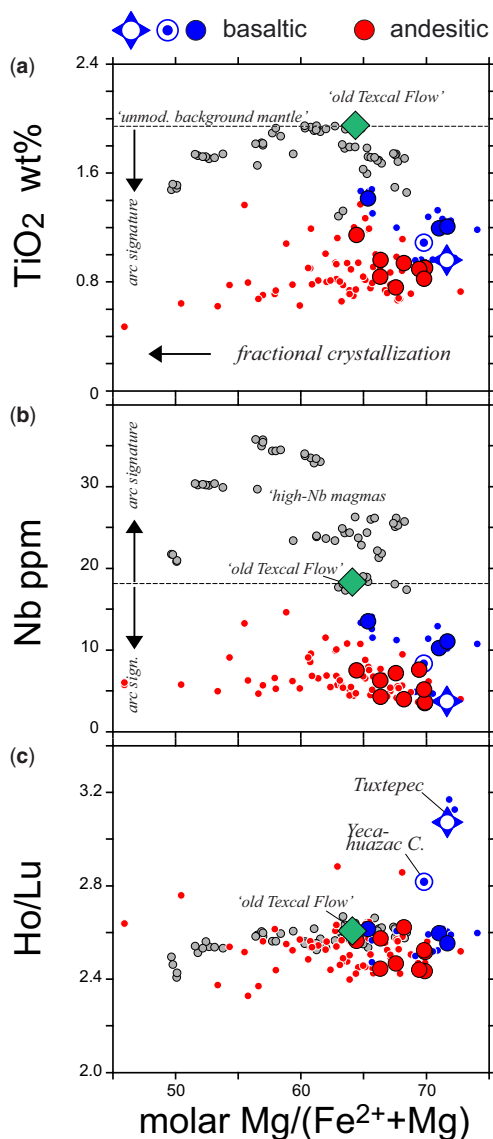 basaltic andesitic
(a)
2.4
'old Texcal Flow'
'unmod. background mantle'
1.6
TiO2 wt%
arc signature
0.8
fractional crystallization
0
(b)
arc signature
30
'high-Nb magmas
Nb ppm
20
'old Texcal Flow'
10
arc sign.
0
(c)
3.2
Tuxtepec
Yeca-
huazac C.
2.8
Ho/Lu
'old Texcal Flow'
2.4
2.0
50 60 70
molar Mg/(Fe2++Mg)